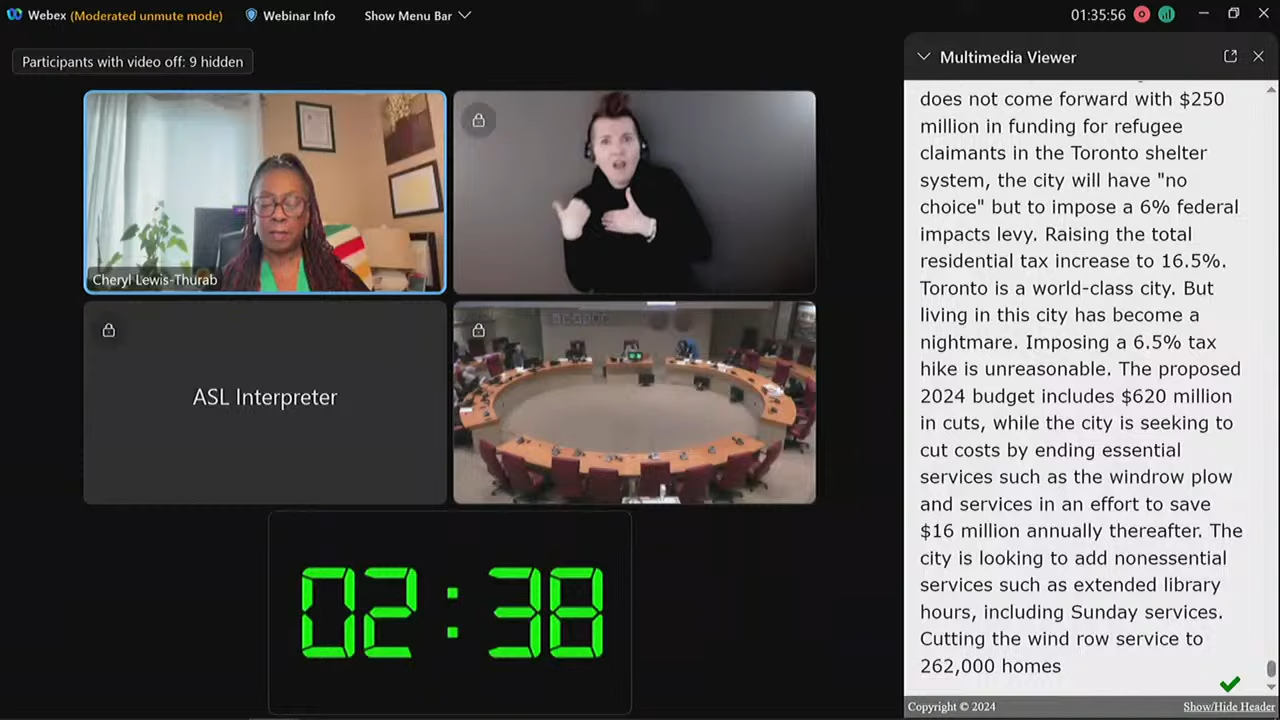 Webex (Moderated unmute mode) Webinar Info Show Menu Bar 01:35:56
Participants with video off: 9 hidden
Cheryl Lewis-Thurab
ASL Interpreter
02:38
Multimedia Viewer
does not come forward with $250
million in funding for refugee
claimants in the Toronto shelter
system, the city will have "no
choice" but to impose a 6% federal
impacts levy. Raising the total
residential tax increase to 16.5%.
Toronto is a world-class city. But
living in this city has become a
nightmare. Imposing a 6.5% tax
hike is unreasonable. The proposed
2024 budget includes $620 million
in cuts, while the city is seeking to
cut costs by ending essential
services such as the windrow plow
and services in an effort to save
$16 million annually thereafter. The
city is looking to add nonessential
services such as extended library
hours, including Sunday services.
Cutting the wind row service to
262,000 homes
Copyright © 2024 Show/Hide Header